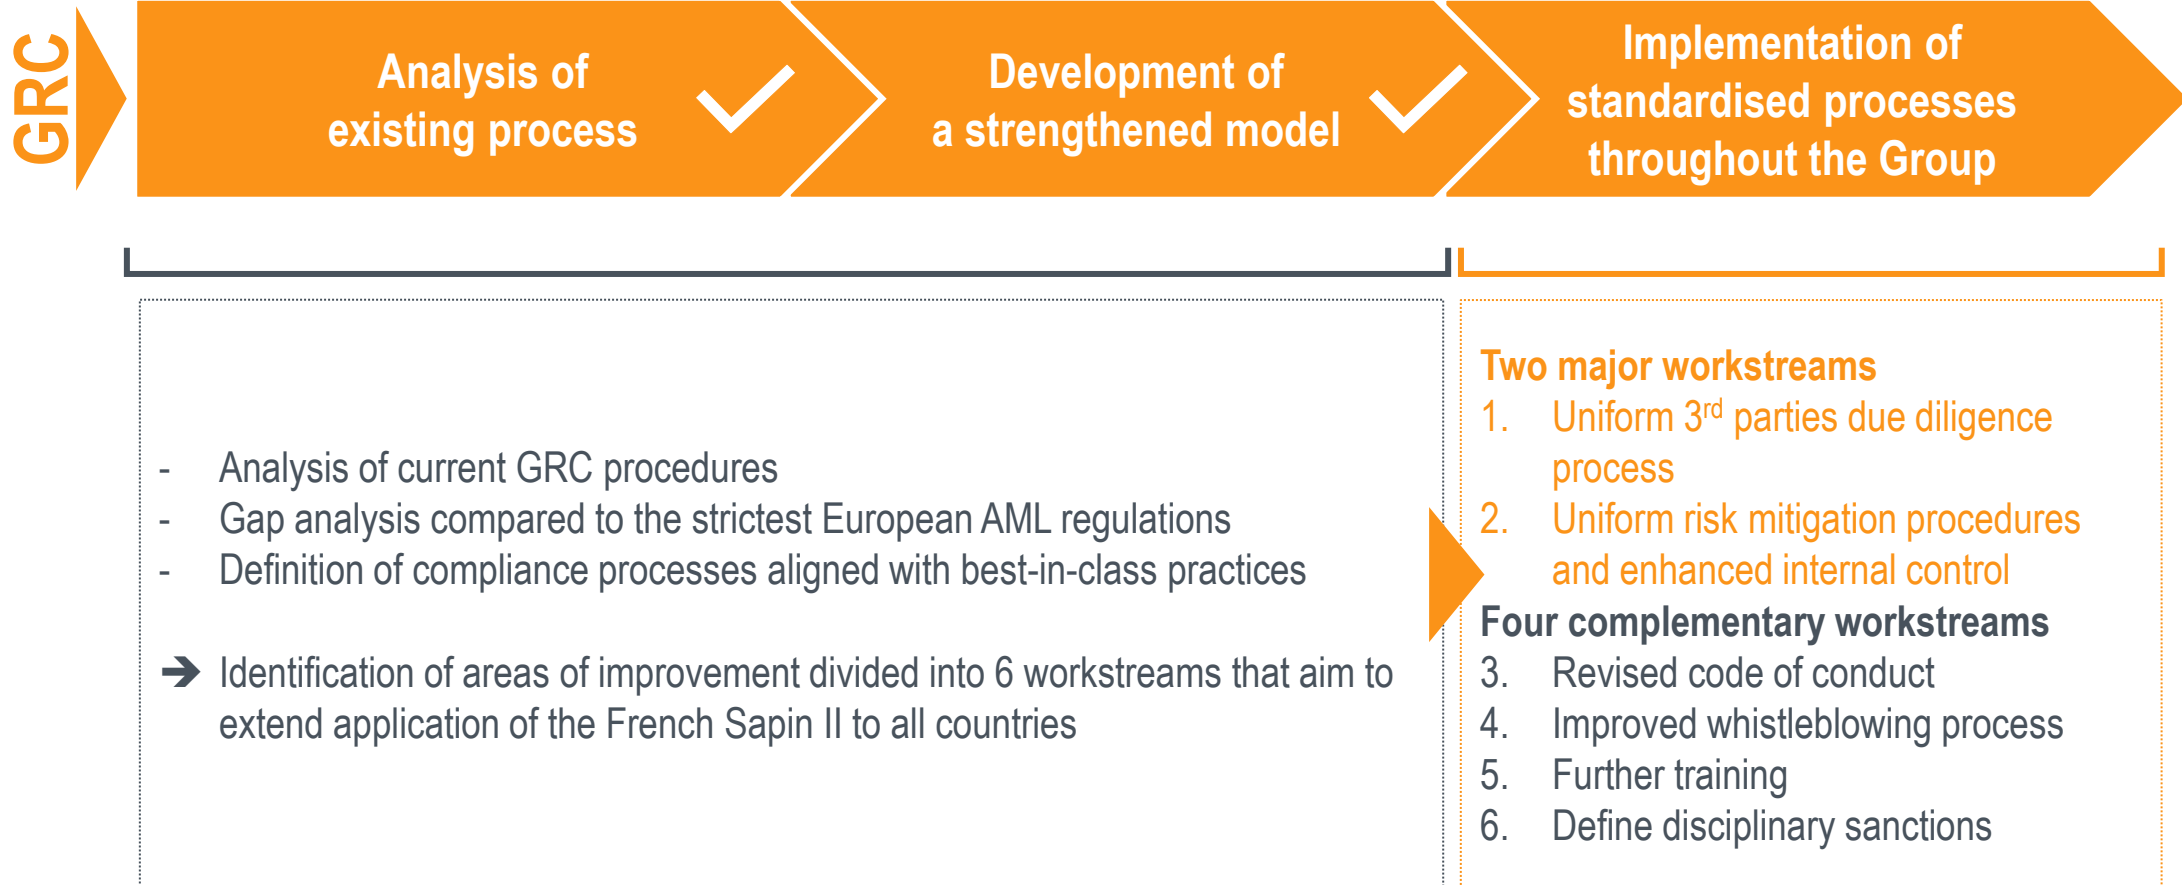 GRC
Analysis of
existing process
Development of
a strengthened model
Implementation of
standardised processes
throughout the Group
- Analysis of current GRC procedures
- Gap analysis compared to the strictest European AML regulations
- Definition of compliance processes aligned with best-in-class practices
➔ Identification of areas of improvement divided into 6 workstreams that aim to
extend application of the French Sapin II to all countries
Two major workstreams
1. Uniform 3rd parties due diligence
process
2. Uniform risk mitigation procedures
and enhanced internal control
Four complementary workstreams
3. Revised code of conduct
4. Improved whistleblowing process
5. Further training
6. Define disciplinary sanctions